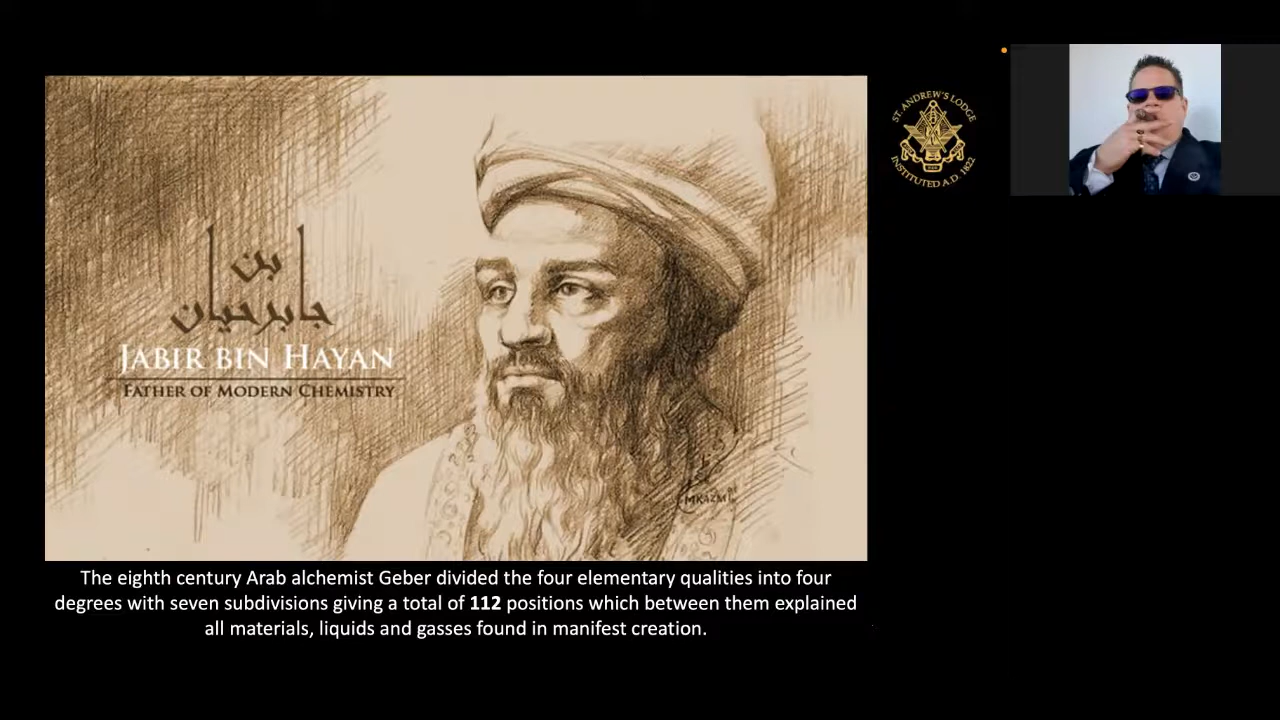 بن
جابر حيان
JABIR BIN HAYAN
FATHER OF MODERN CHEMISTRY
MKAZMI
ST. ANDREW'S LODGE
INSTITUTED A.D. 1822
The eighth century Arab alchemist Geber divided the four elementary qualities into four
degrees with seven subdivisions giving a total of 112 positions which between them explained
all materials, liquids and gasses found in manifest creation.